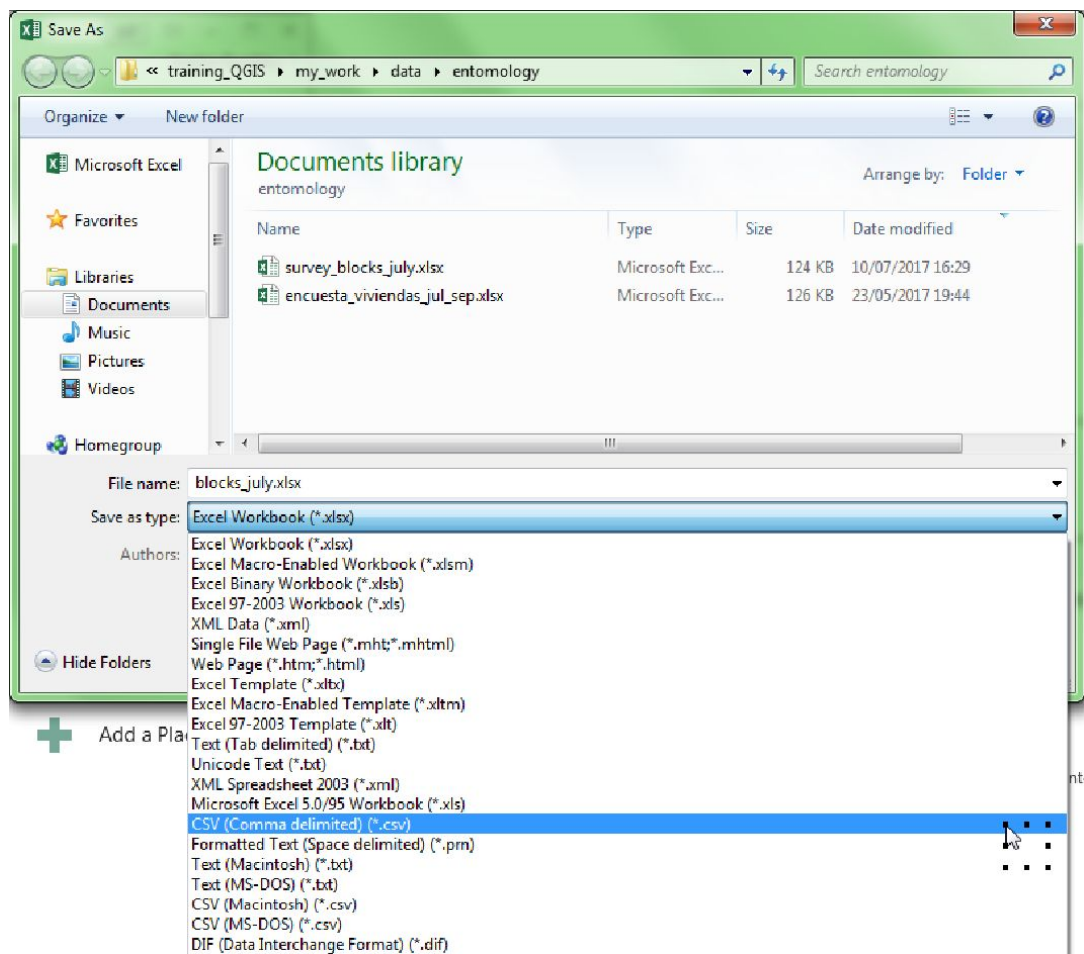 Save As
« training_QGIS ▸ my_work ▸ data ▸ entomology
Search entomology
Organize
New folder
Microsoft Excel
Favorites
Libraries
Documents
Music
Pictures
Videos
Homegroup
Documents library
entomology
Arrange by: Folder
Name Type Size Date modified
survey_blocks_july.xlsx Microsoft Exc... 124 KB 10/07/2017 16:29
encuesta_viviendas_jul_sep.xlsx Microsoft Exc... 126 KB 23/05/2017 19:44
File name: blocks_july.xlsx
Save as type: Excel Workbook (*.xlsx)
Authors:
Excel Workbook (*.xlsx)
Excel Macro-Enabled Workbook (*.xlsm)
Excel Binary Workbook (*.xlsb)
Excel 97-2003 Workbook (*.xls)
XML Data (*.xml)
Single File Web Page (*.mht;*.mhtml)
Hide Folders
Web Page (*.htm;*.html)
Excel Template (*.xltx)
Excel Macro-Enabled Template (*.xltm)
Excel 97-2003 Template (*.xlt)
Add a Pla
Text (Tab delimited) (*.txt)
Unicode Text (*.txt)
XML Spreadsheet 2003 (*.xml)
nt
Microsoft Excel 5.0/95 Workbook (*.xls)
CSV (Comma delimited) (*.csv)
Formatted Text (Space delimited) (*.prn)
Text (Macintosh) (*.txt)
Text (MS-DOS) (*.txt)
CSV (Macintosh) (*.csv)
CSV (MS-DOS) (*.csv)
DIF (Data Interchange Format) (*.dif)